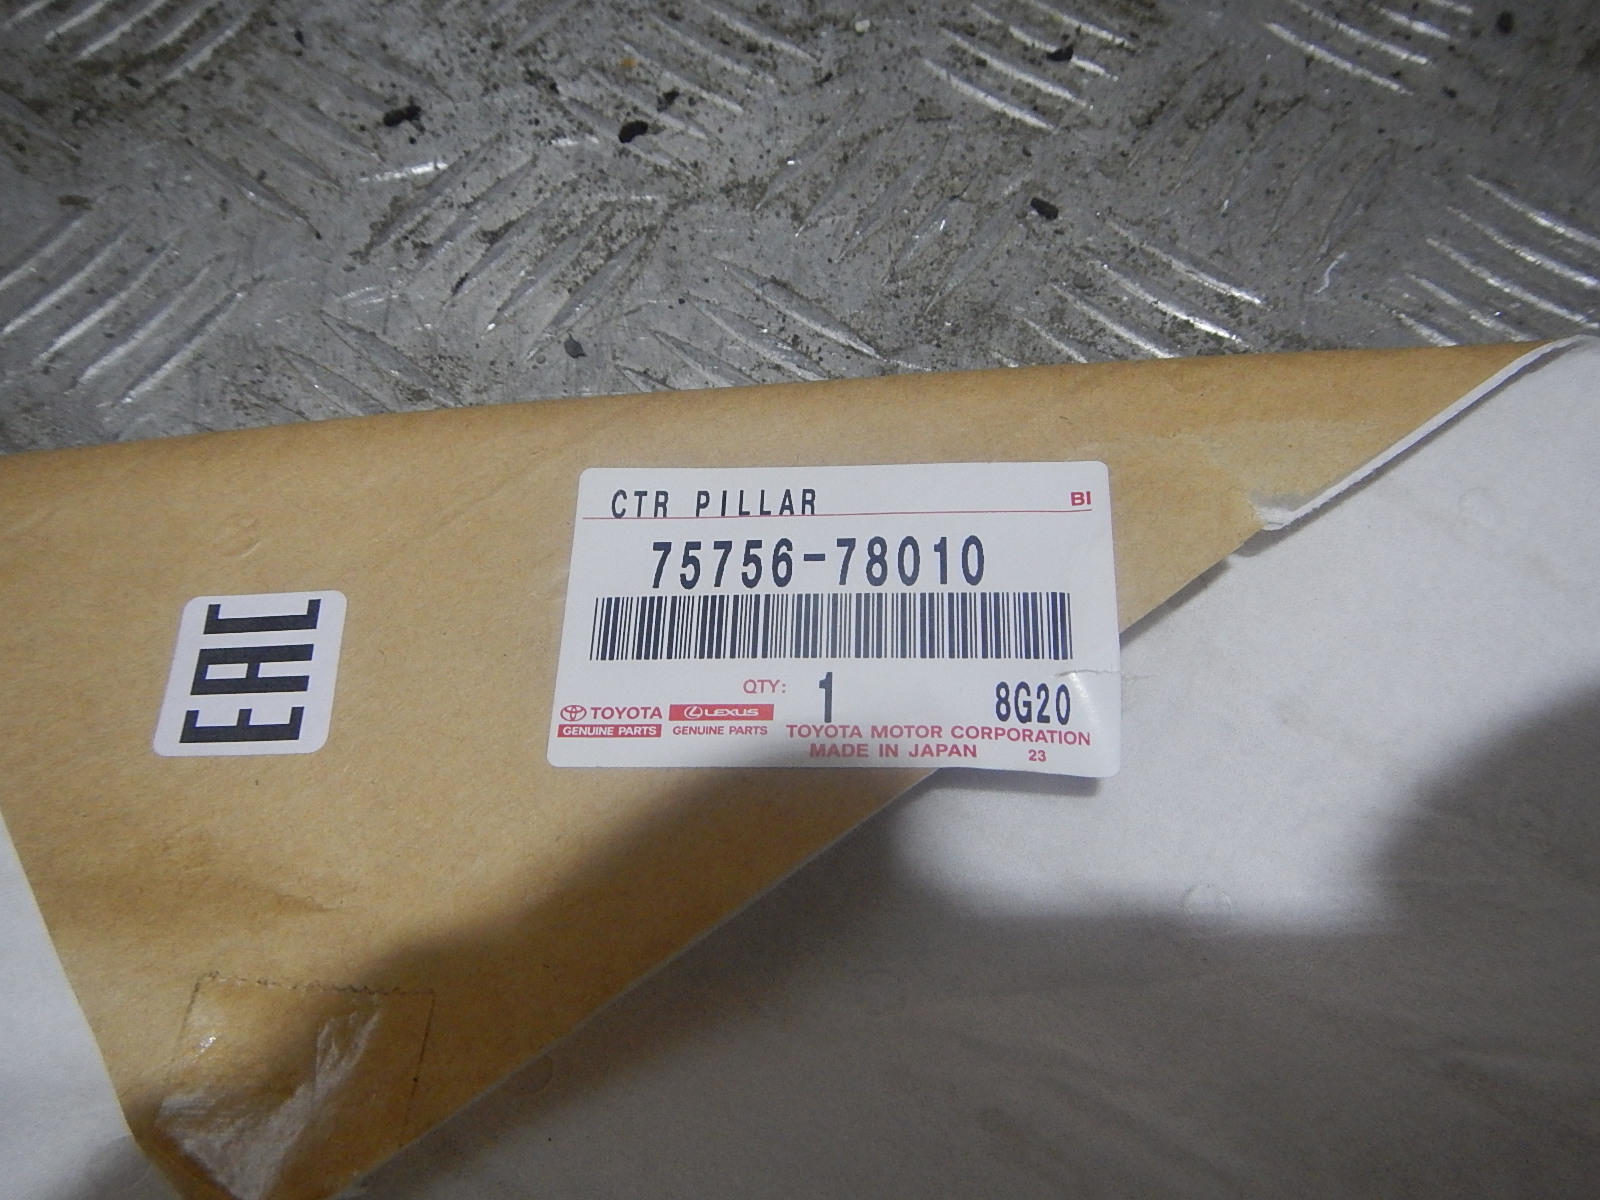 CTR PILLAR
BI
75756-78010
QTY: 1
8G20
TOYOTA
LEXUS
GENUINE PARTS
GENUINE PARTS
TOYOTA MOTOR CORPORATION
MADE IN JAPAN
23
EAC